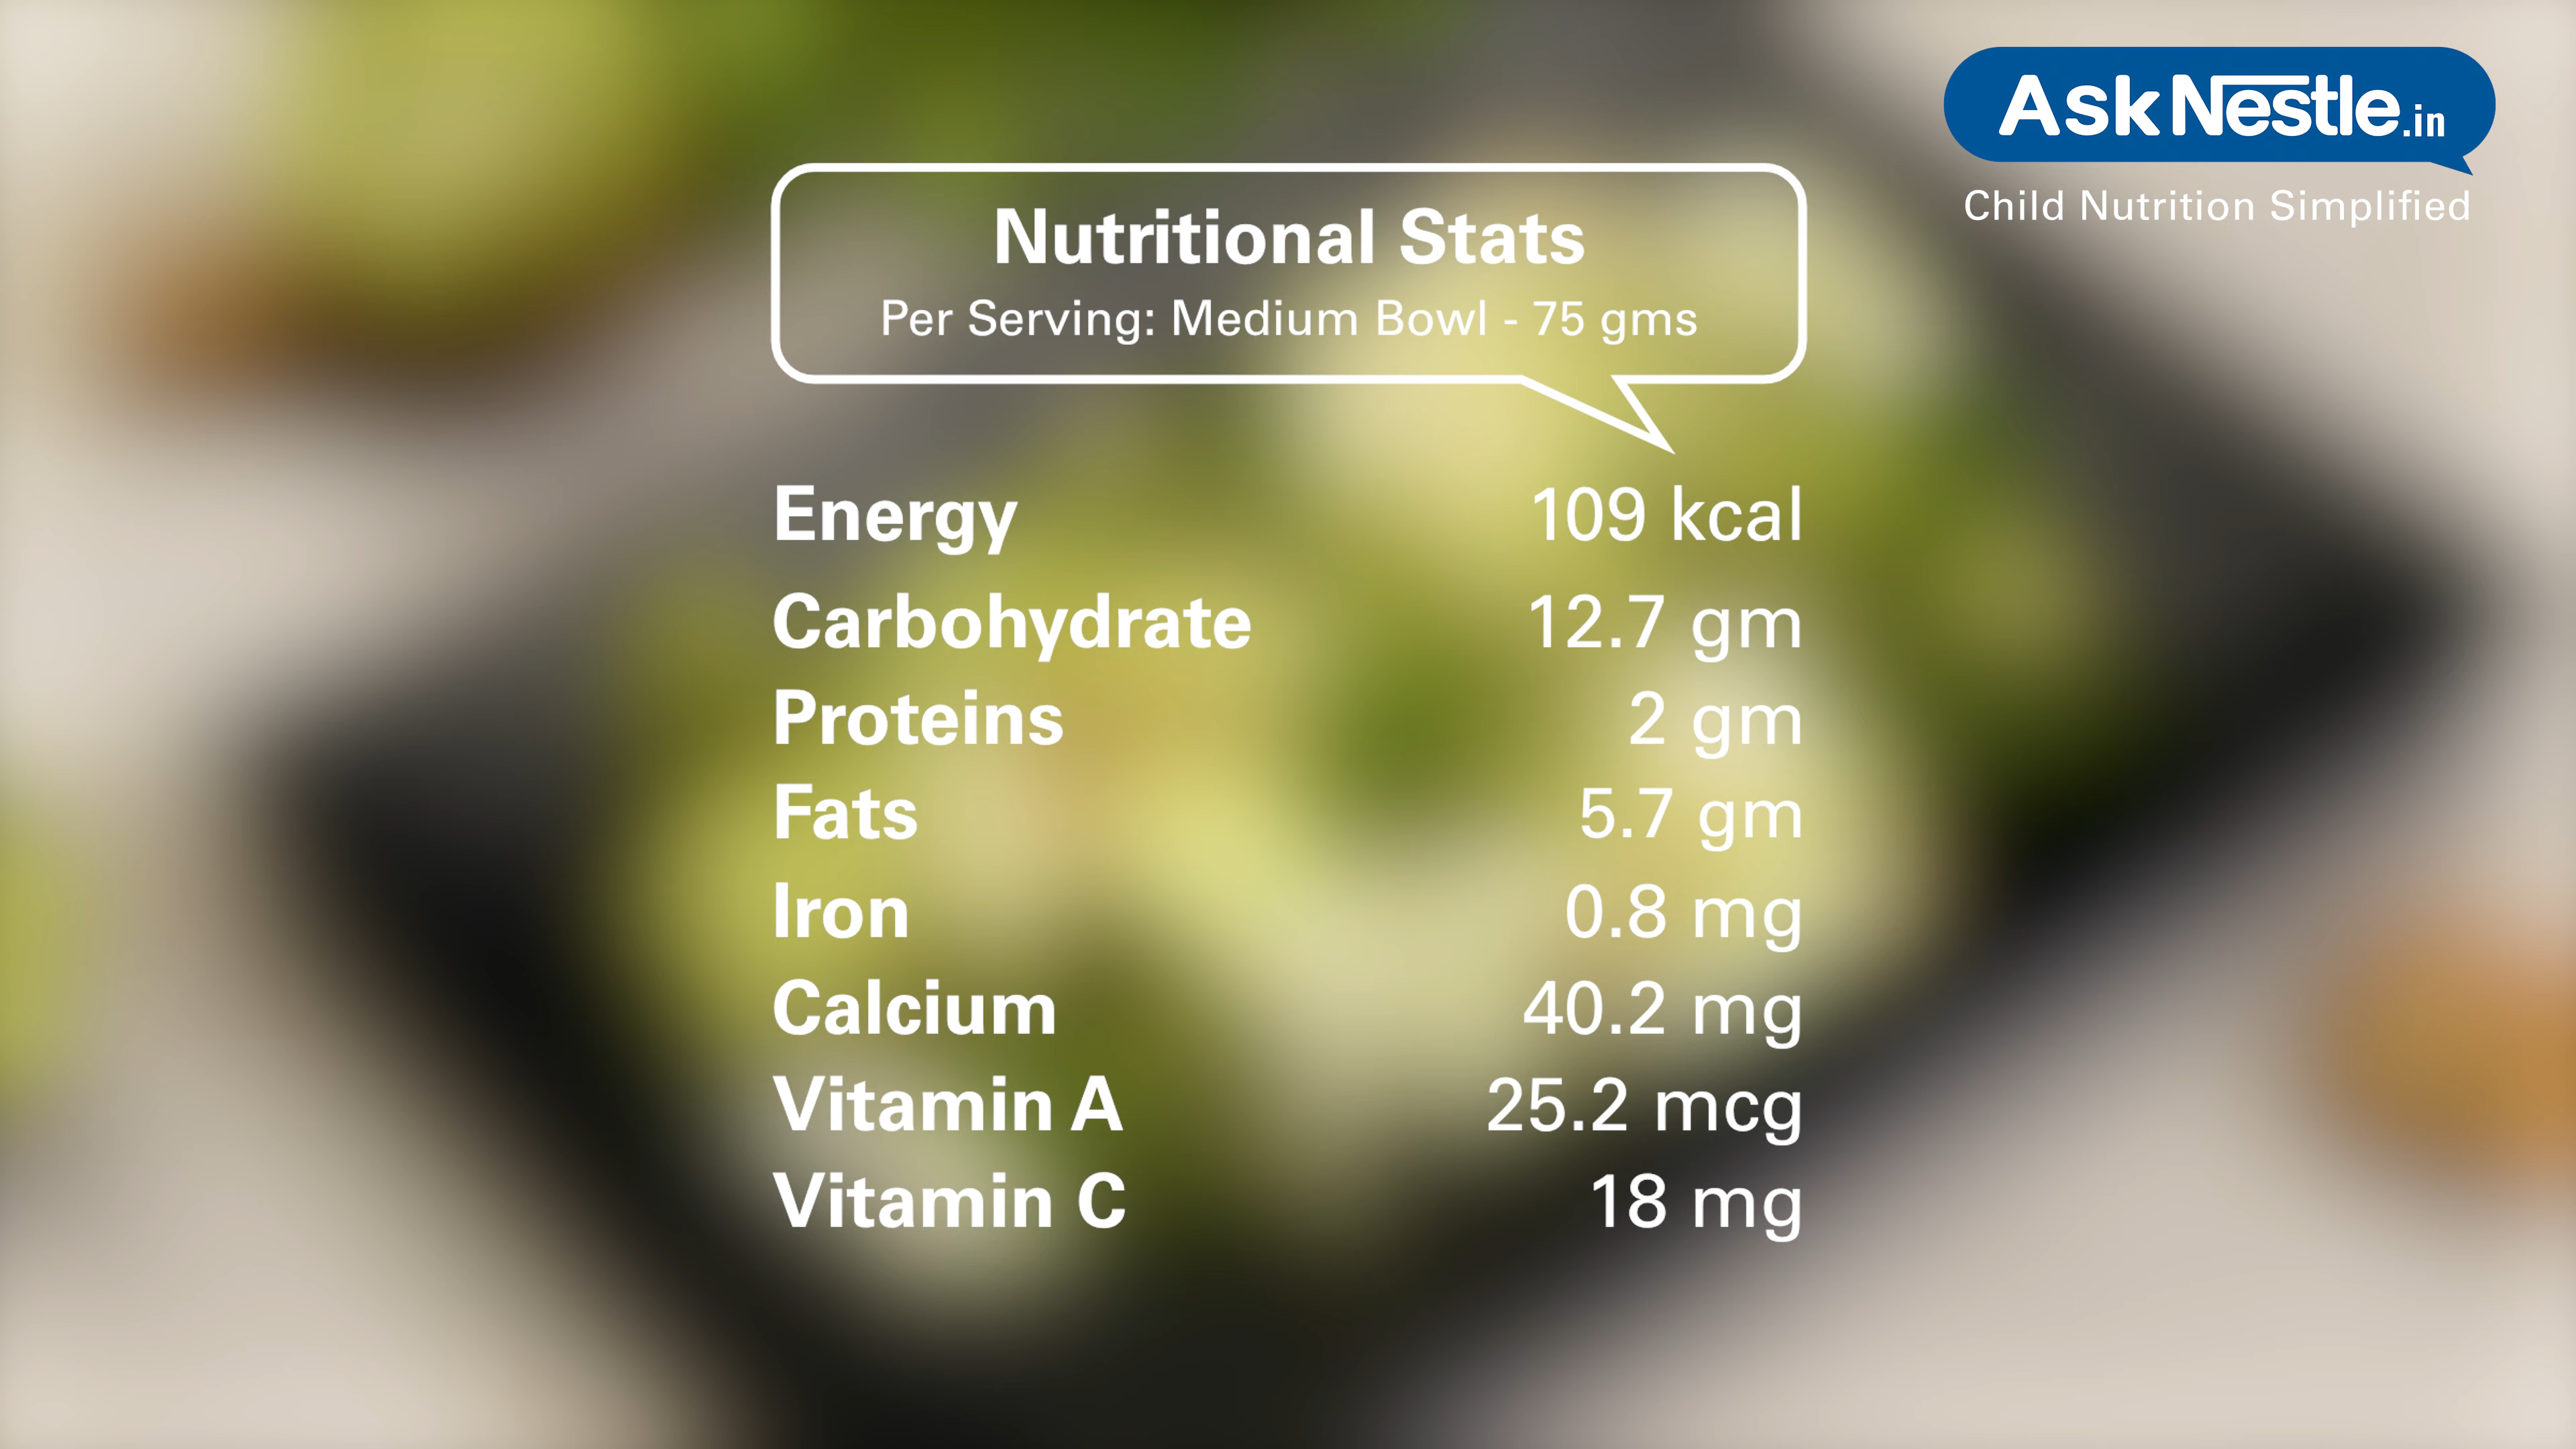 AskNestle.in
Child Nutrition Simplified
Nutritional Stats
Per Serving: Medium Bowl - 75 gms
Energy 109 kcal
Carbohydrate 12.7 gm
Proteins 2 gm
Fats 5.7 gm
Iron 0.8 mg
Calcium 40.2 mg
Vitamin A 25.2 mcg
Vitamin C 18 mg